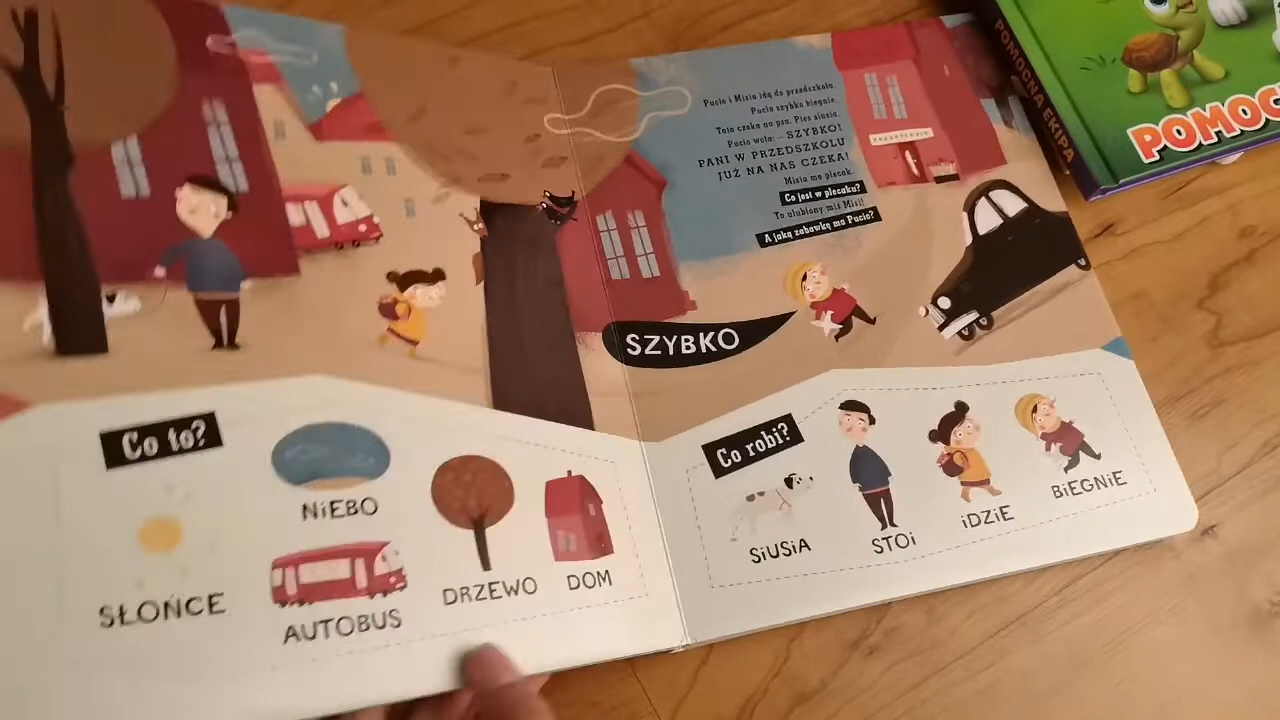 Pucio i Misia idą do przedszkola.
Pucio szybko biegnie.
Tata czeka na psa. Pies siusia.
Pucio woła: – SZYBKO!
PANI W PRZEDSZKOLU
JUŻ NA NAS CZEKA!
Misia ma plecak.
Co jest w plecaku?
To ulubiony miś Misi!
A jaką zabawkę ma Pucio?
PRZEDSZKOLE
SZYBKO
Co to?
SŁOŃCE
NiEBO
AUTOBUS
DRZEWO
DOM
Co robi?
SiUSiA
STOi
iDZiE
BiEGNiE
POMOCNA EKIPA
POMOC